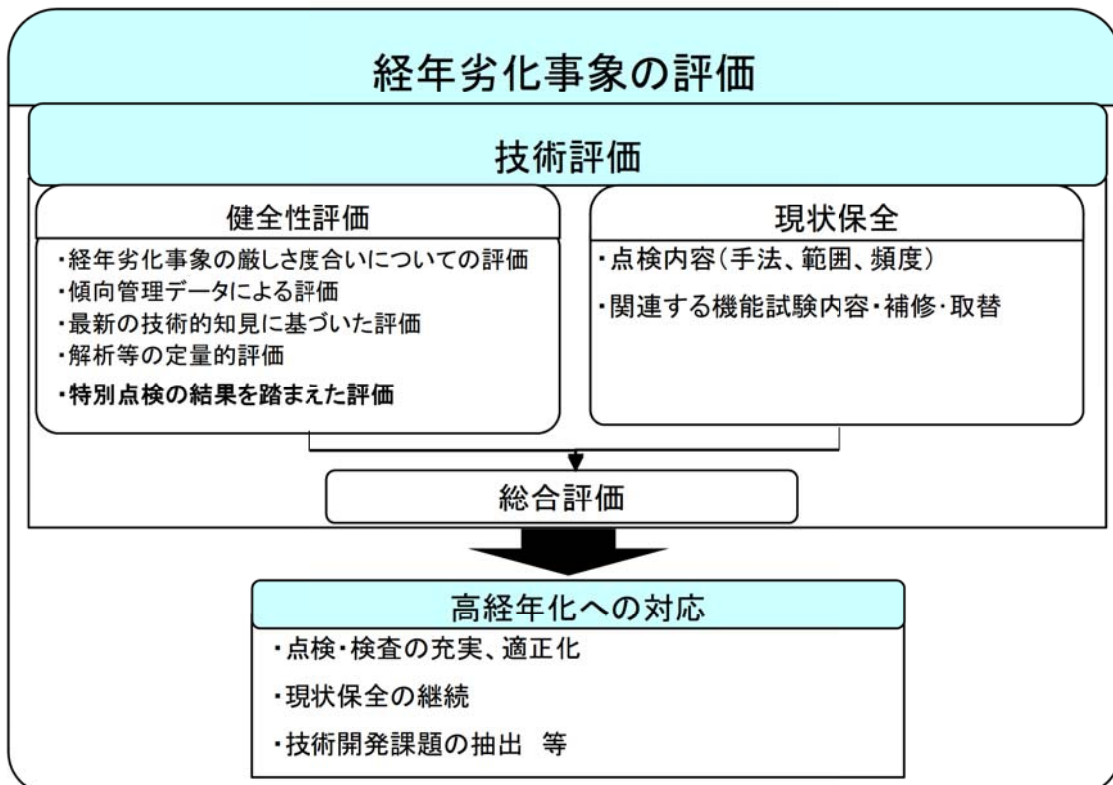 経年劣化事象の評価
技術評価
健全性評価
・経年劣化事象の厳しさ度合いについての評価
・傾向管理データによる評価
・最新の技術的知見に基づいた評価
・解析等の定量的評価
・特別点検の結果を踏まえた評価
現状保全
・点検内容(手法、範囲、頻度)
・関連する機能試験内容・補修・取替
総合評価
高経年化への対応
・点検・検査の充実、適正化
・現状保全の継続
・技術開発課題の抽出　等